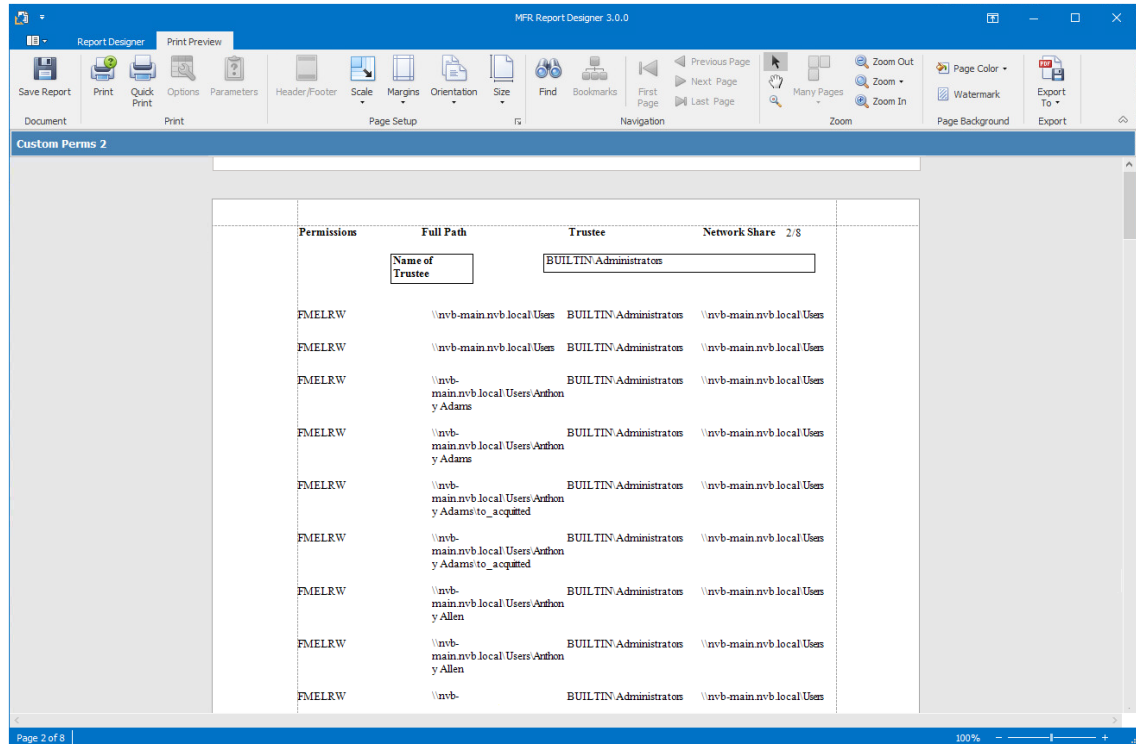 MFR Report Designer 3.0.0
Report Designer Print Preview
Save Report Print Quick Print Options Parameters Header/Footer Scale Margins Orientation Size Find Bookmarks First Page Previous Page Next Page Last Page Many Pages Zoom Out Zoom Zoom In Page Color Watermark Export To
Document Print Page Setup Navigation Zoom Page Background Export
Custom Perms 2
Permissions Full Path Trustee Network Share 2/8
Name of BUILTIN\Administrators
Trustee
FMELRW \\nvb-main.nvb.local\Users BUILTIN\Administrators \\nvb-main.nvb.local\Users
FMELRW \\nvb-main.nvb.local\Users BUILTIN\Administrators \\nvb-main.nvb.local\Users
FMELRW \\nvb- BUILTIN\Administrators \\nvb-main.nvb.local\Users
main.nvb.local\Users\Anthon
y Adams
FMELRW \\nvb- BUILTIN\Administrators \\nvb-main.nvb.local\Users
main.nvb.local\Users\Anthon
y Adams
FMELRW \\nvb- BUILTIN\Administrators \\nvb-main.nvb.local\Users
main.nvb.local\Users\Anthon
y Adams\to_acquitted
FMELRW \\nvb- BUILTIN\Administrators \\nvb-main.nvb.local\Users
main.nvb.local\Users\Anthon
y Adams\to_acquitted
FMELRW \\nvb- BUILTIN\Administrators \\nvb-main.nvb.local\Users
main.nvb.local\Users\Anthon
y Allen
FMELRW \\nvb- BUILTIN\Administrators \\nvb-main.nvb.local\Users
main.nvb.local\Users\Anthon
y Allen
FMELRW \\nvb- BUILTIN\Administrators \\nvb-main.nvb.local\Users
Page 2 of 8 100%